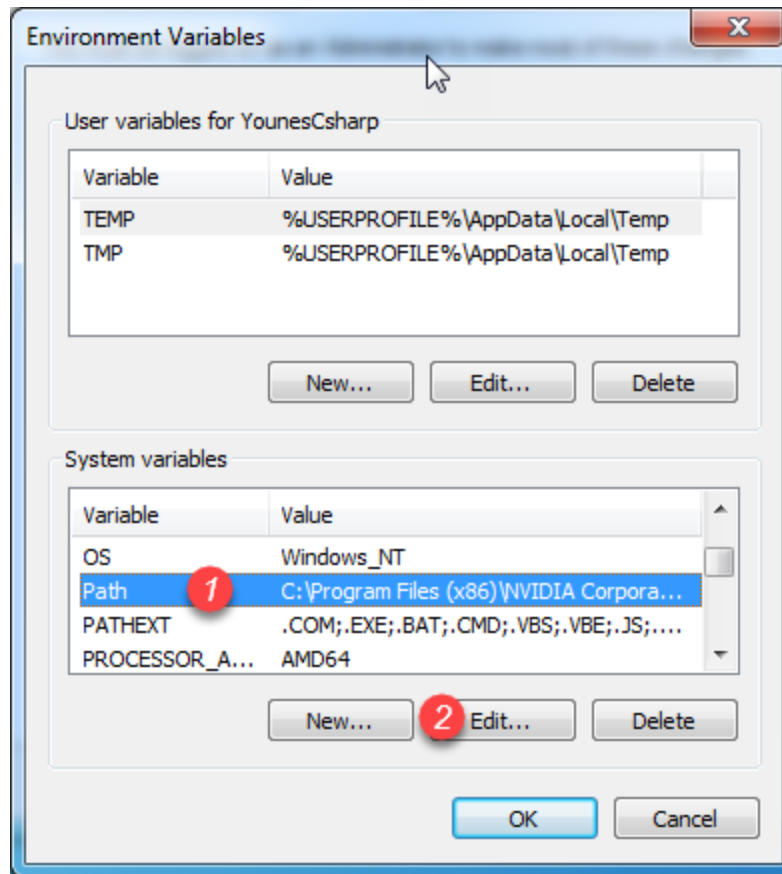 Environment Variables
User variables for YounesCsharp
Variable Value
TEMP %USERPROFILE%\AppData\Local\Temp
TMP %USERPROFILE%\AppData\Local\Temp
New... Edit... Delete
System variables
Variable Value
OS Windows_NT
Path 1 C:\Program Files (x86)\NVIDIA Corpora...
PATHEXT .COM;.EXE;.BAT;.CMD;.VBS;.VBE;.JS;....
PROCESSOR_A... AMD64
New... 2 Edit... Delete
OK Cancel